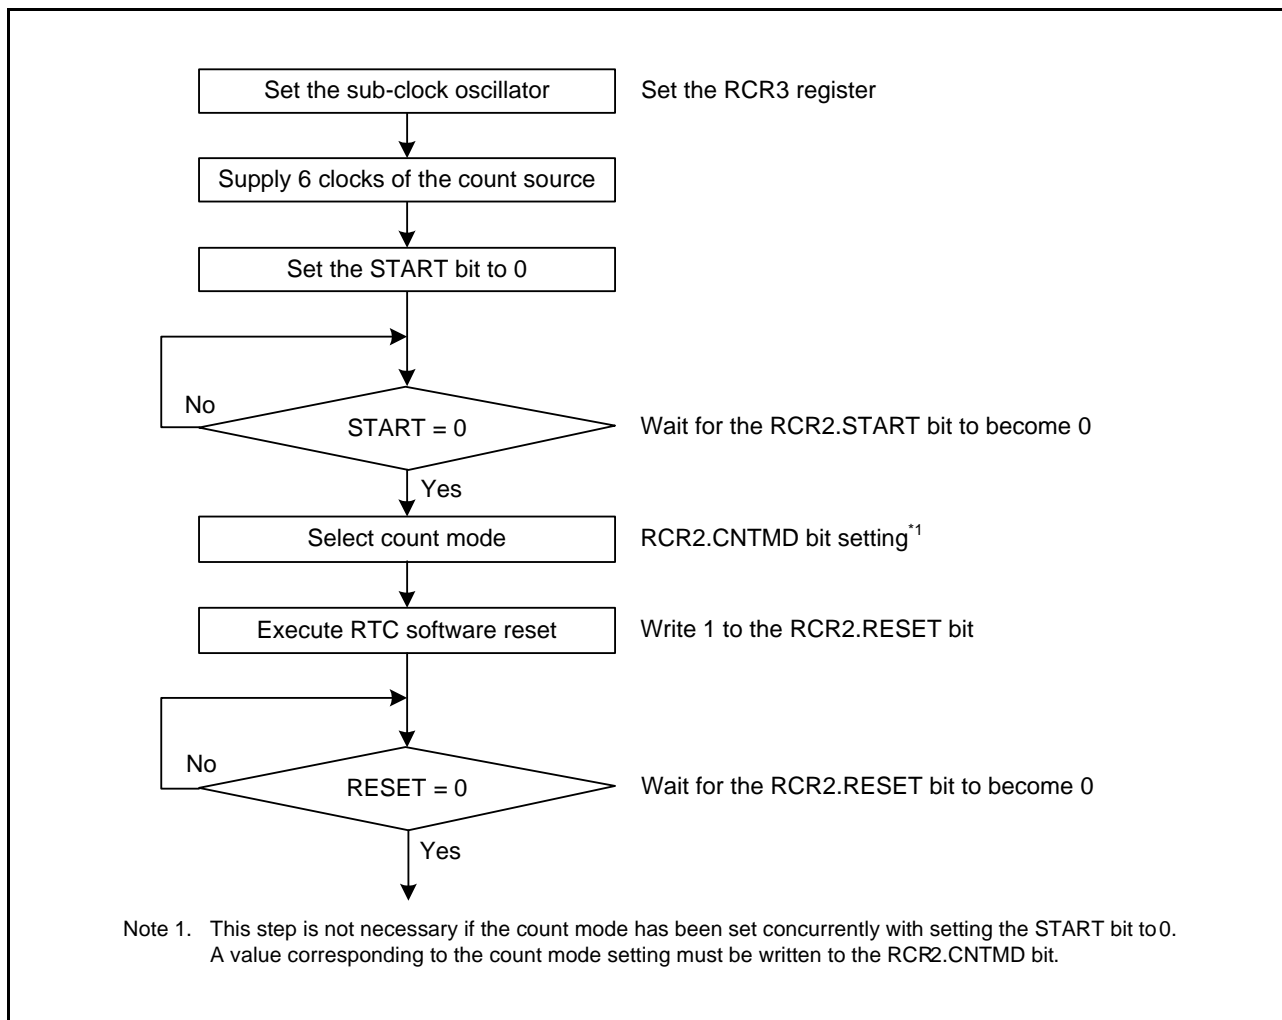 Set the sub-clock oscillator
Set the RCR3 register
Supply 6 clocks of the count source
Set the START bit to 0
No
START = 0
Wait for the RCR2.START bit to become 0
Yes
Select count mode
RCR2.CNTMD bit setting*1
Execute RTC software reset
Write 1 to the RCR2.RESET bit
No
RESET = 0
Wait for the RCR2.RESET bit to become 0
Yes
Note 1. This step is not necessary if the count mode has been set concurrently with setting the START bit to 0.
A value corresponding to the count mode setting must be written to the RCR2.CNTMD bit.